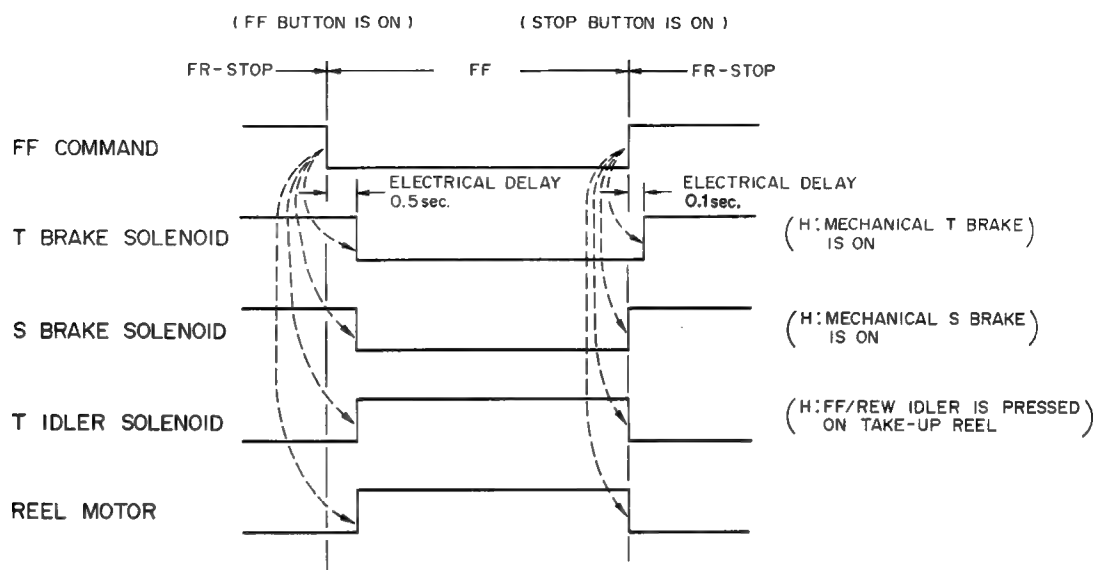 ( FF BUTTON IS ON )
( STOP BUTTON IS ON )
FR-STOP
FF
FR-STOP
FF COMMAND
ELECTRICAL DELAY
0.5 sec.
ELECTRICAL DELAY
0.1 sec.
T BRAKE SOLENOID
(H: MECHANICAL T BRAKE)
IS ON
S BRAKE SOLENOID
(H: MECHANICAL S BRAKE)
IS ON
T IDLER SOLENOID
(H: FF/REW IDLER IS PRESSED)
ON TAKE-UP REEL
REEL MOTOR